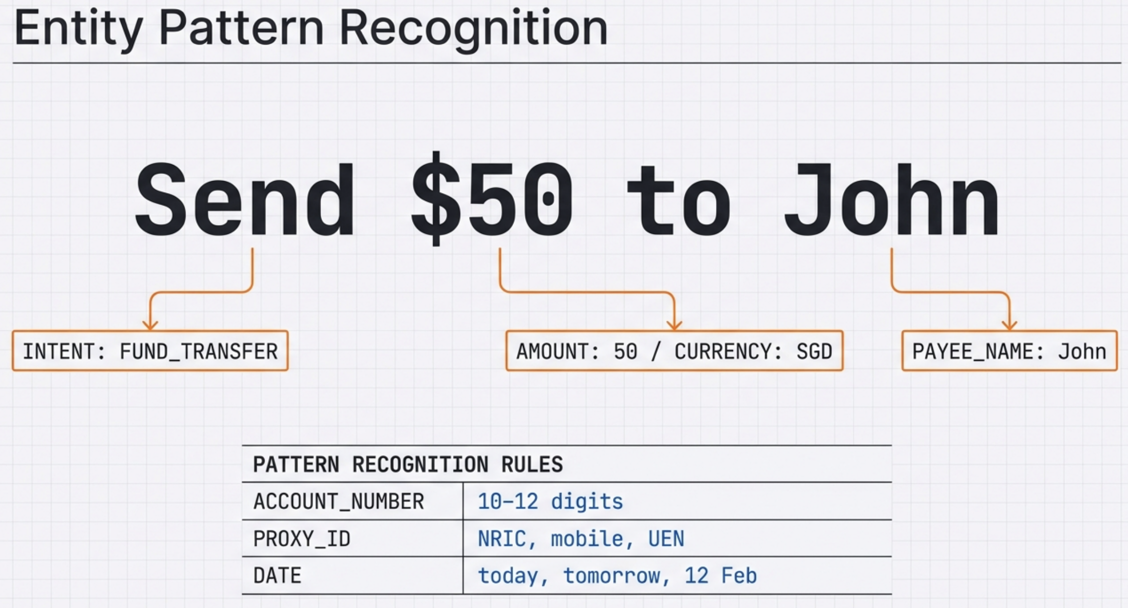 Entity Pattern Recognition
Send $50 to John
INTENT: FUND_TRANSFER
AMOUNT: 50 / CURRENCY: SGD
PAYEE_NAME: John
PATTERN RECOGNITION RULES
ACCOUNT_NUMBER 10–12 digits
PROXY_ID NRIC, mobile, UEN
DATE today, tomorrow, 12 Feb